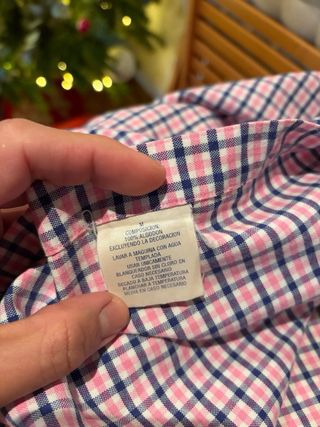 M
COMPOSICION:
100% ALGODON
EXCLUYENDO LA DECORACION
LAVAR A MAQUINA CON AGUA
TEMPLADA
USAR UNICAMENTE
BLANQUEADOR SIN CLORO EN
CASO NECESARIO
SECADO A BAJA TEMPERATURA
PLANCHAR A TEMPERATURA
MEDIA EN CASO NECESARIO